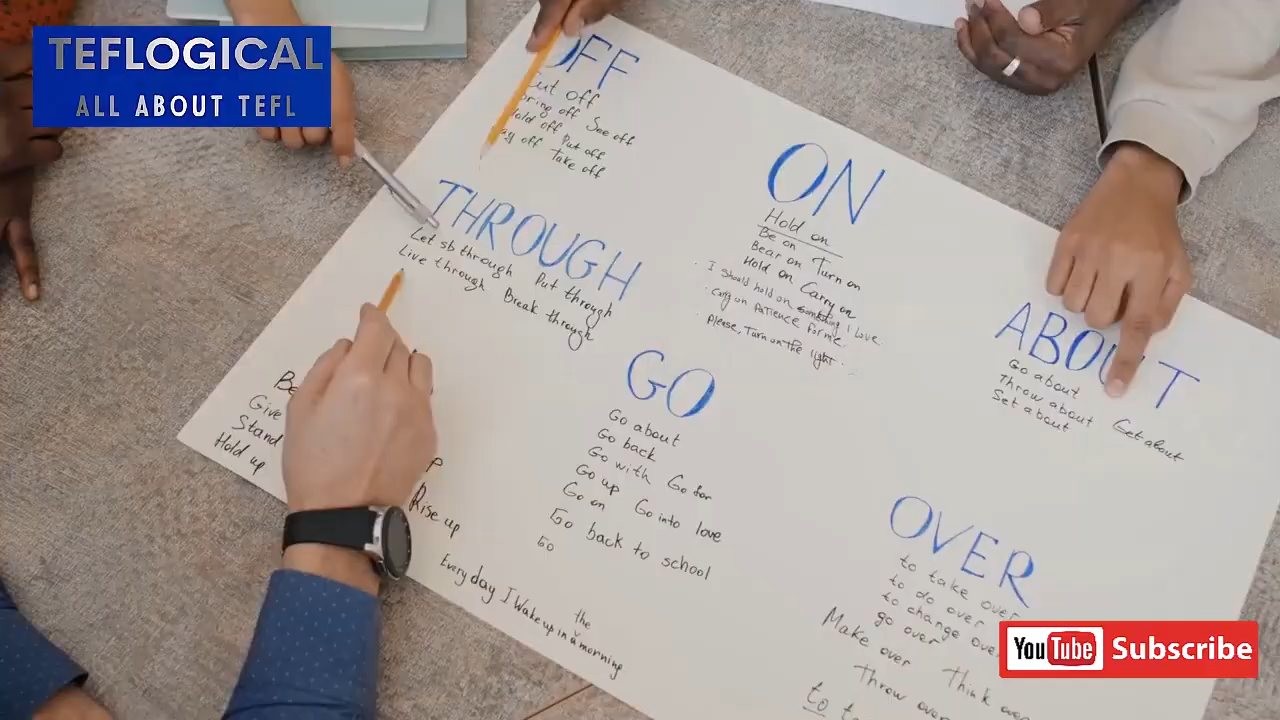 TEFLOGICAL
ALL ABOUT TEFL
OFF
Cut off
See off
Hold off Put off
off Take off
THROUGH
Let sb through Put through
Live through Break through
ON
Hold on
Be on
Bear on Turn on
Hold on Carry on
I should hold on something I love
carry on Patience for me.
please, Turn on the light.
ABOUT
Go about
Throw about Get about
Set about
GO
Go about
Go back
Go with Go for
Go up Go into love
Go on
Go back to school
Go
Give
Stand
Hold up
Rise up
Every day I Wake up in the morning
OVER
to take over
to do over
to change over
go over
Make over Think over
Throw over
to
YouTube Subscribe